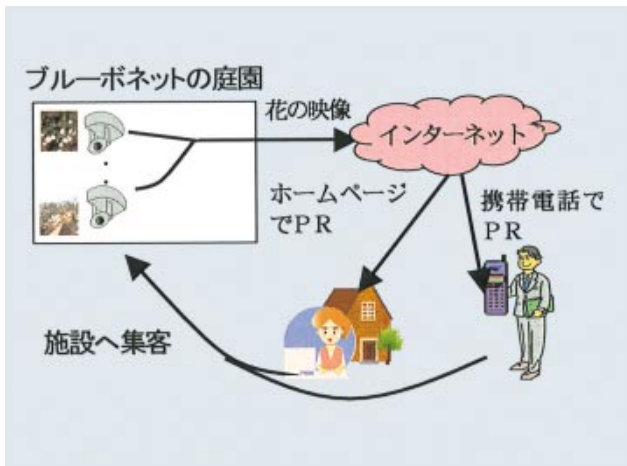 ブルーボネットの庭園
花の映像
インターネット
ホームページ
でPR
携帯電話で
PR
施設へ集客